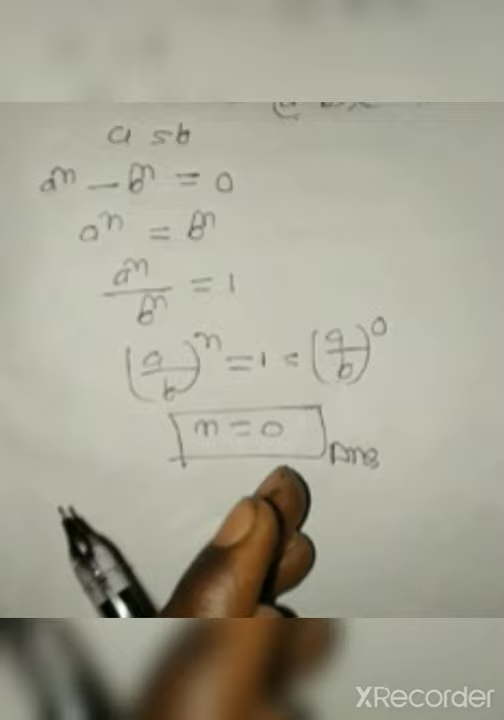 aⁿ − bⁿ = 0
aⁿ = bⁿ
aⁿ/bⁿ = 1
(a/b)ⁿ = 1 = (a/b)⁰
n = 0 Ans
XRecorder